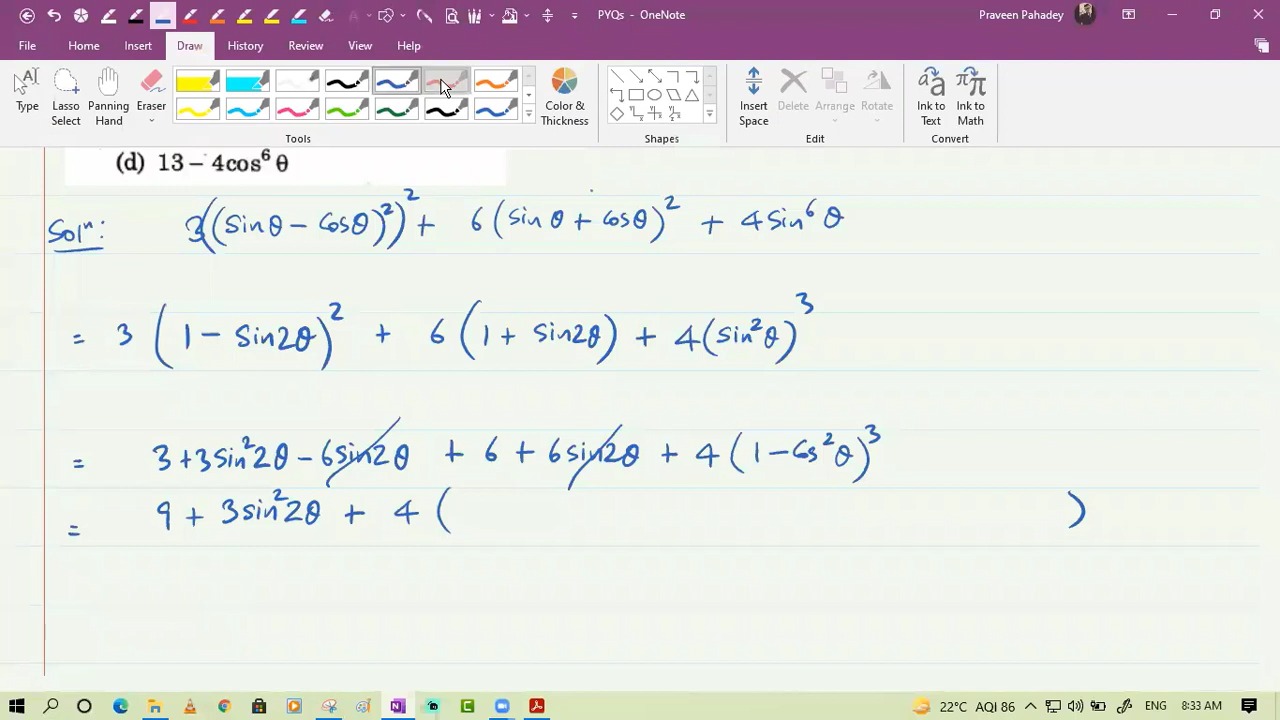 PYQs - OneNote
Praveen Pahadey
File Home Insert Draw History Review View Help
Type Lasso Select Panning Hand Eraser Color & Thickness Insert Space Delete Arrange Rotate Ink to Text Ink to Math
Tools Shapes Edit Convert
(d) 13 – 4cos⁶ θ
Solⁿ: 3((sinθ − cosθ)²)² + 6(sin θ + cosθ)² + 4sin⁶ θ
= 3 (1 − sin2θ)² + 6 (1 + sin2θ) + 4(sin²θ)³
= 3 + 3sin²2θ − 6sin2θ + 6 + 6sin2θ + 4 (1 − Cos²θ)³
= 9 + 3sin²2θ + 4 ( )
22°C AQI 86 ENG 8:33 AM